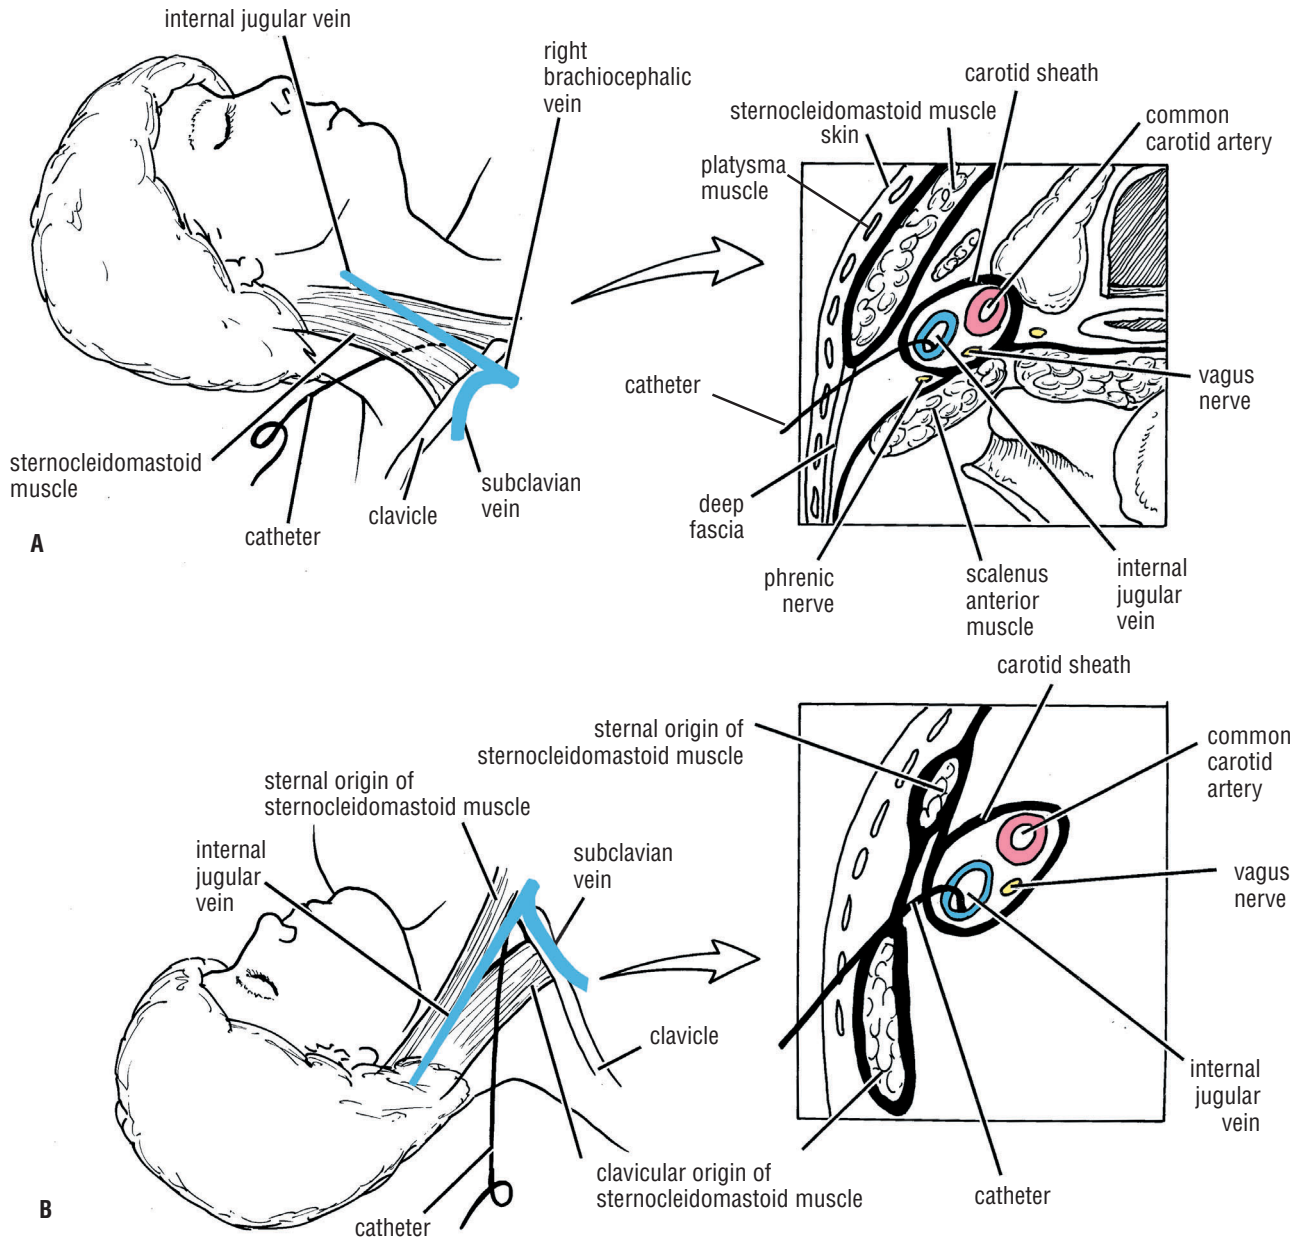 internal jugular vein
right
brachiocephalic
vein
sternocleidomastoid
muscle
catheter
clavicle
subclavian
vein
A
carotid sheath
sternocleidomastoid muscle
skin
platysma
muscle
common
carotid artery
catheter
vagus
nerve
deep
fascia
phrenic
nerve
scalenus
anterior
muscle
internal
jugular
vein
sternal origin of
sternocleidomastoid muscle
internal
jugular
vein
subclavian
vein
clavicle
clavicular origin of
sternocleidomastoid muscle
catheter
B
carotid sheath
sternal origin of
sternocleidomastoid muscle
common
carotid
artery
vagus
nerve
internal
jugular
vein
catheter